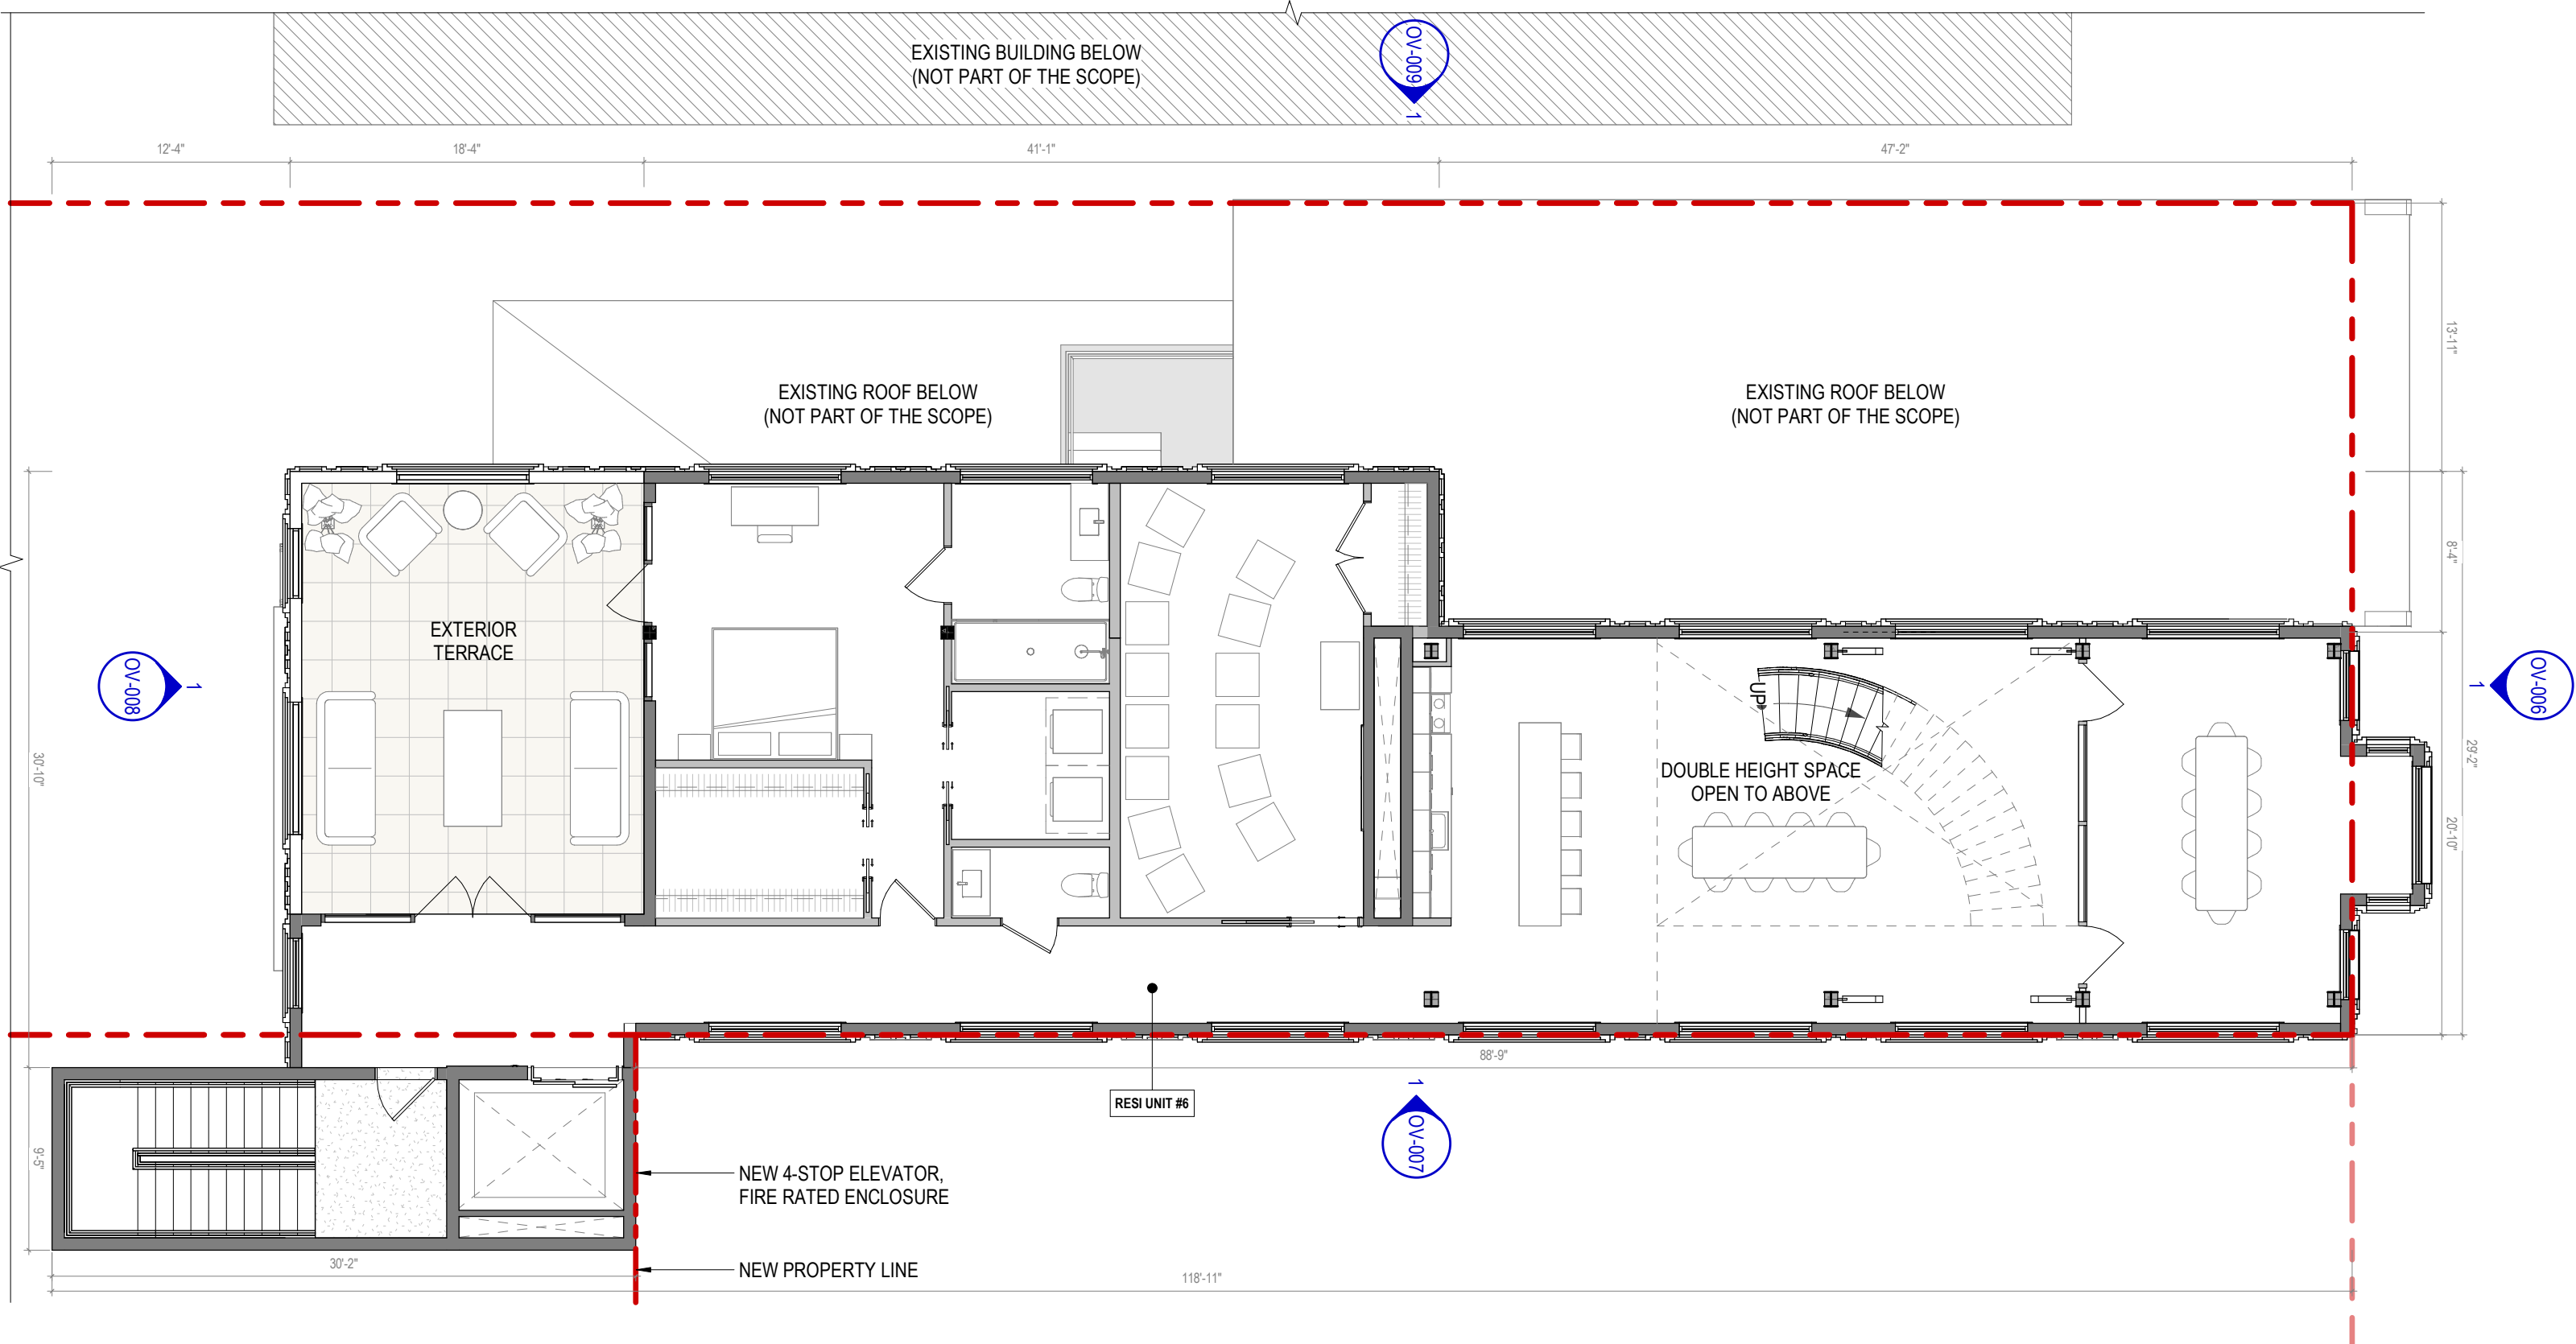 EXISTING BUILDING BELOW
(NOT PART OF THE SCOPE)
OV-009
1
12'-4"
18'-4"
41'-1"
47'-2"
13'-11"
EXISTING ROOF BELOW
(NOT PART OF THE SCOPE)
EXISTING ROOF BELOW
(NOT PART OF THE SCOPE)
8'-4"
EXTERIOR
TERRACE
OV-008
1
UP
1
OV-006
30'-10"
DOUBLE HEIGHT SPACE
OPEN TO ABOVE
29'-2"
20'-10"
88'-9"
RESI UNIT #6
1
OV-007
9'-5"
NEW 4-STOP ELEVATOR,
FIRE RATED ENCLOSURE
30'-2"
NEW PROPERTY LINE
118'-11"